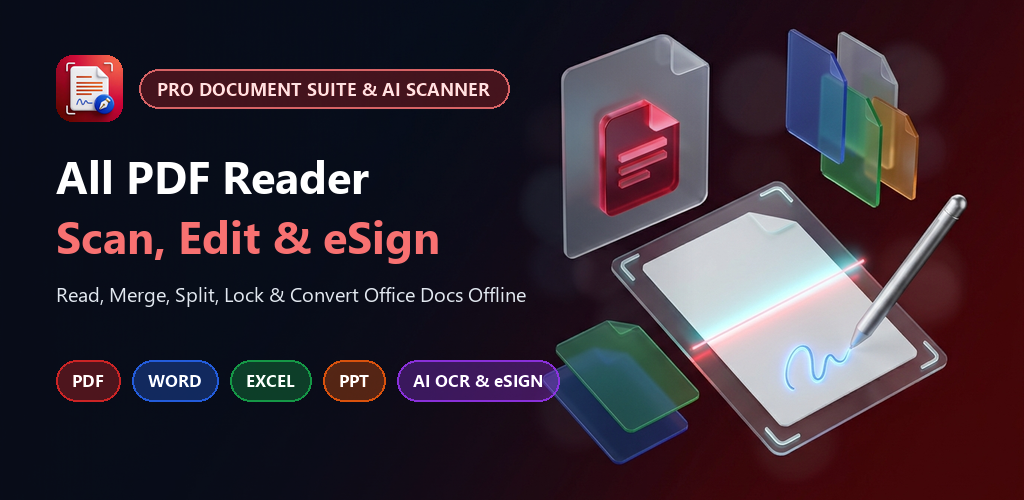 PRO DOCUMENT SUITE & AI SCANNER
All PDF Reader
Scan, Edit & eSign
Read, Merge, Split, Lock & Convert Office Docs Offline
PDF WORD EXCEL PPT AI OCR & eSIGN